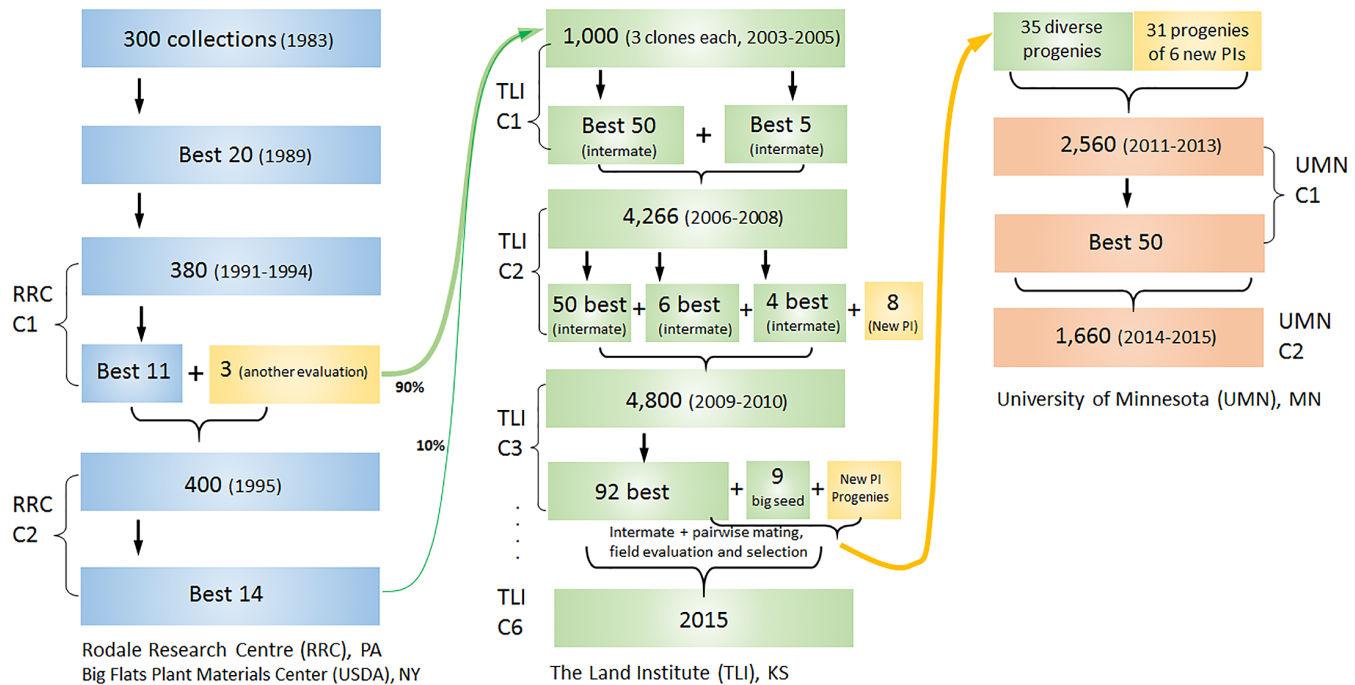 300 collections (1983)
Best 20 (1989)
380 (1991-1994)
RRC
C1
Best 11 + 3 (another evaluation)
90%
10%
400 (1995)
RRC
C2
Best 14
Rodale Research Centre (RRC), PA
Big Flats Plant Materials Center (USDA), NY
1,000 (3 clones each, 2003-2005)
TLI
C1
Best 50
(intermate)
+
Best 5
(intermate)
4,266 (2006-2008)
TLI
C2
50 best
(intermate)
+
6 best
(intermate)
+
4 best
(intermate)
+
8
(New PI)
4,800 (2009-2010)
TLI
C3
92 best
+
9
big seed
+
New PI
Progenies
Intermate + pairwise mating,
field evaluation and selection
TLI
C6
2015
The Land Institute (TLI), KS
35 diverse
progenies
31 progenies
of 6 new PIs
2,560 (2011-2013)
UMN
C1
Best 50
1,660 (2014-2015)
UMN
C2
University of Minnesota (UMN), MN